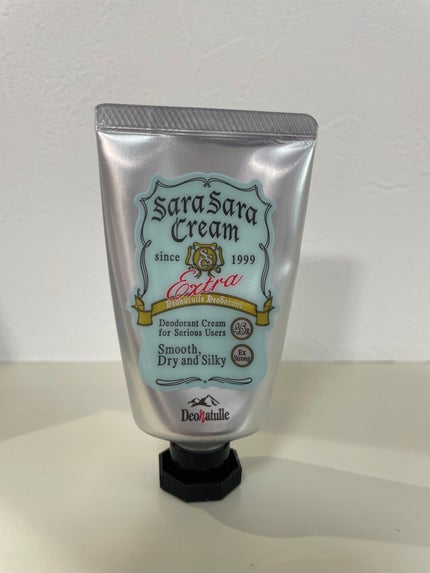 Sara Sara
Cream
since 1999
Extra
Deonatulle Deodorant
Deodorant Cream
for Serious Users
45g
Smooth,
Dry and Silky
Ex
Strong
DeoNatulle